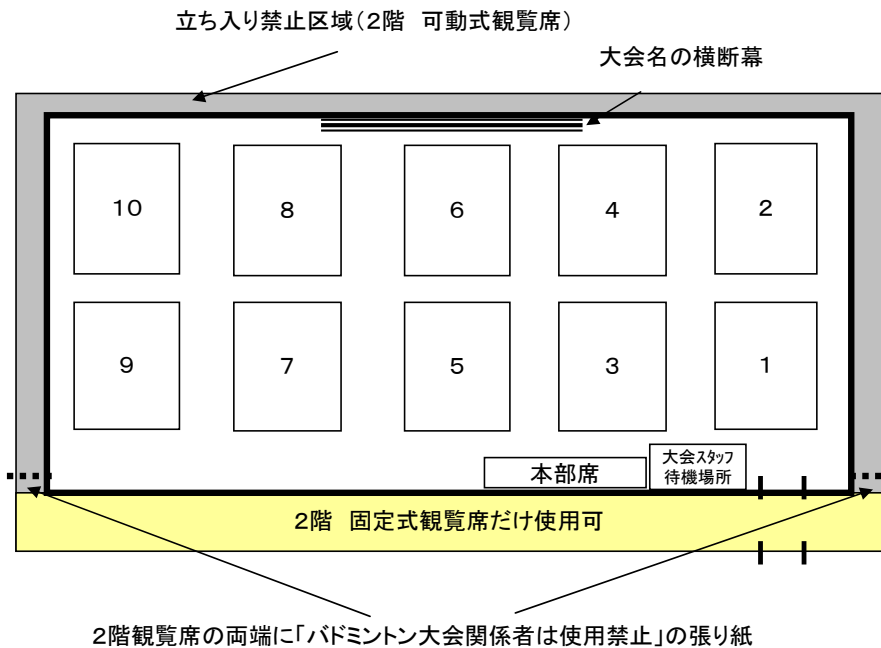 立ち入り禁止区域(2階 可動式観覧席)
大会名の横断幕
10
8
6
4
2
9
7
5
3
1
本部席
大会スタッフ
待機場所
2階 固定式観覧席だけ使用可
2階観覧席の両端に「バドミントン大会関係者は使用禁止」の張り紙